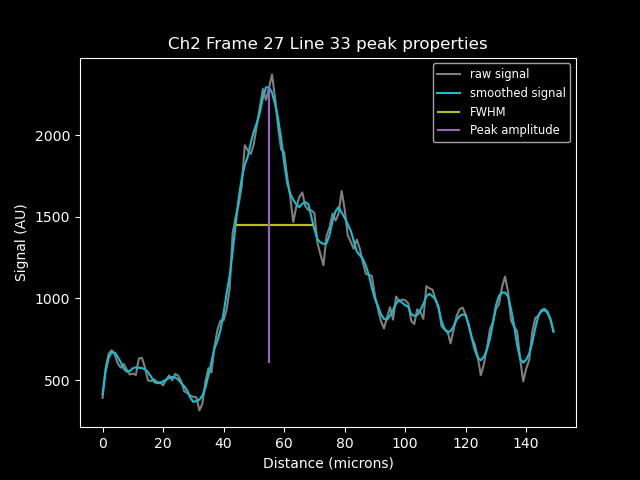 Ch2 Frame 27 Line 33 peak properties
raw signal
smoothed signal
FWHM
Peak amplitude
Signal (AU)
2000
1500
1000
500
0 20 40 60 80 100 120 140
Distance (microns)